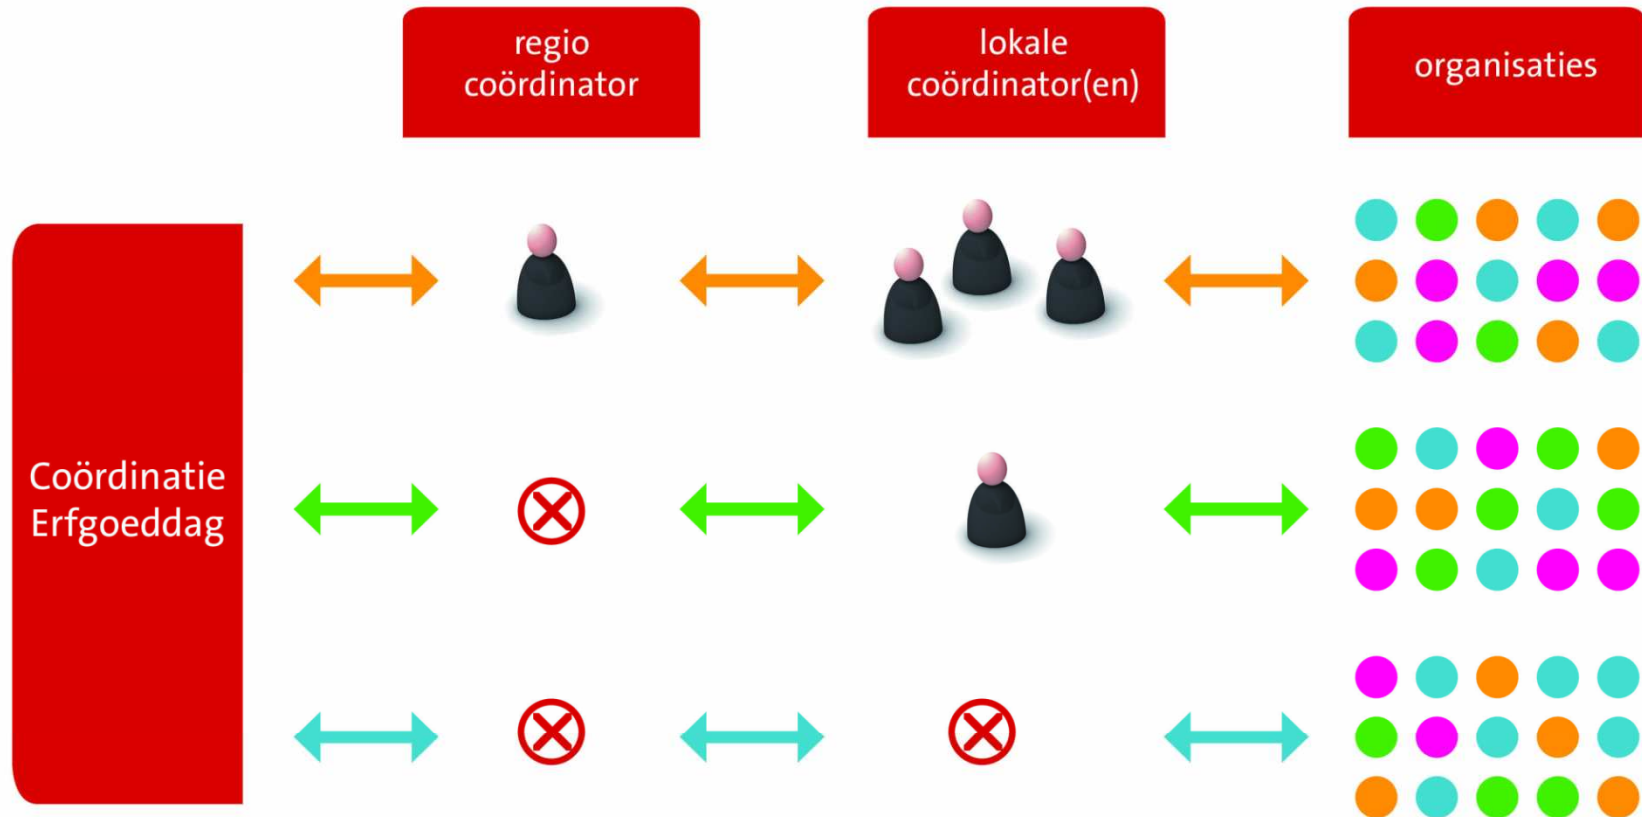 regio
coördinator
lokale
coördinator(en)
organisaties
Coördinatie
Erfgoeddag